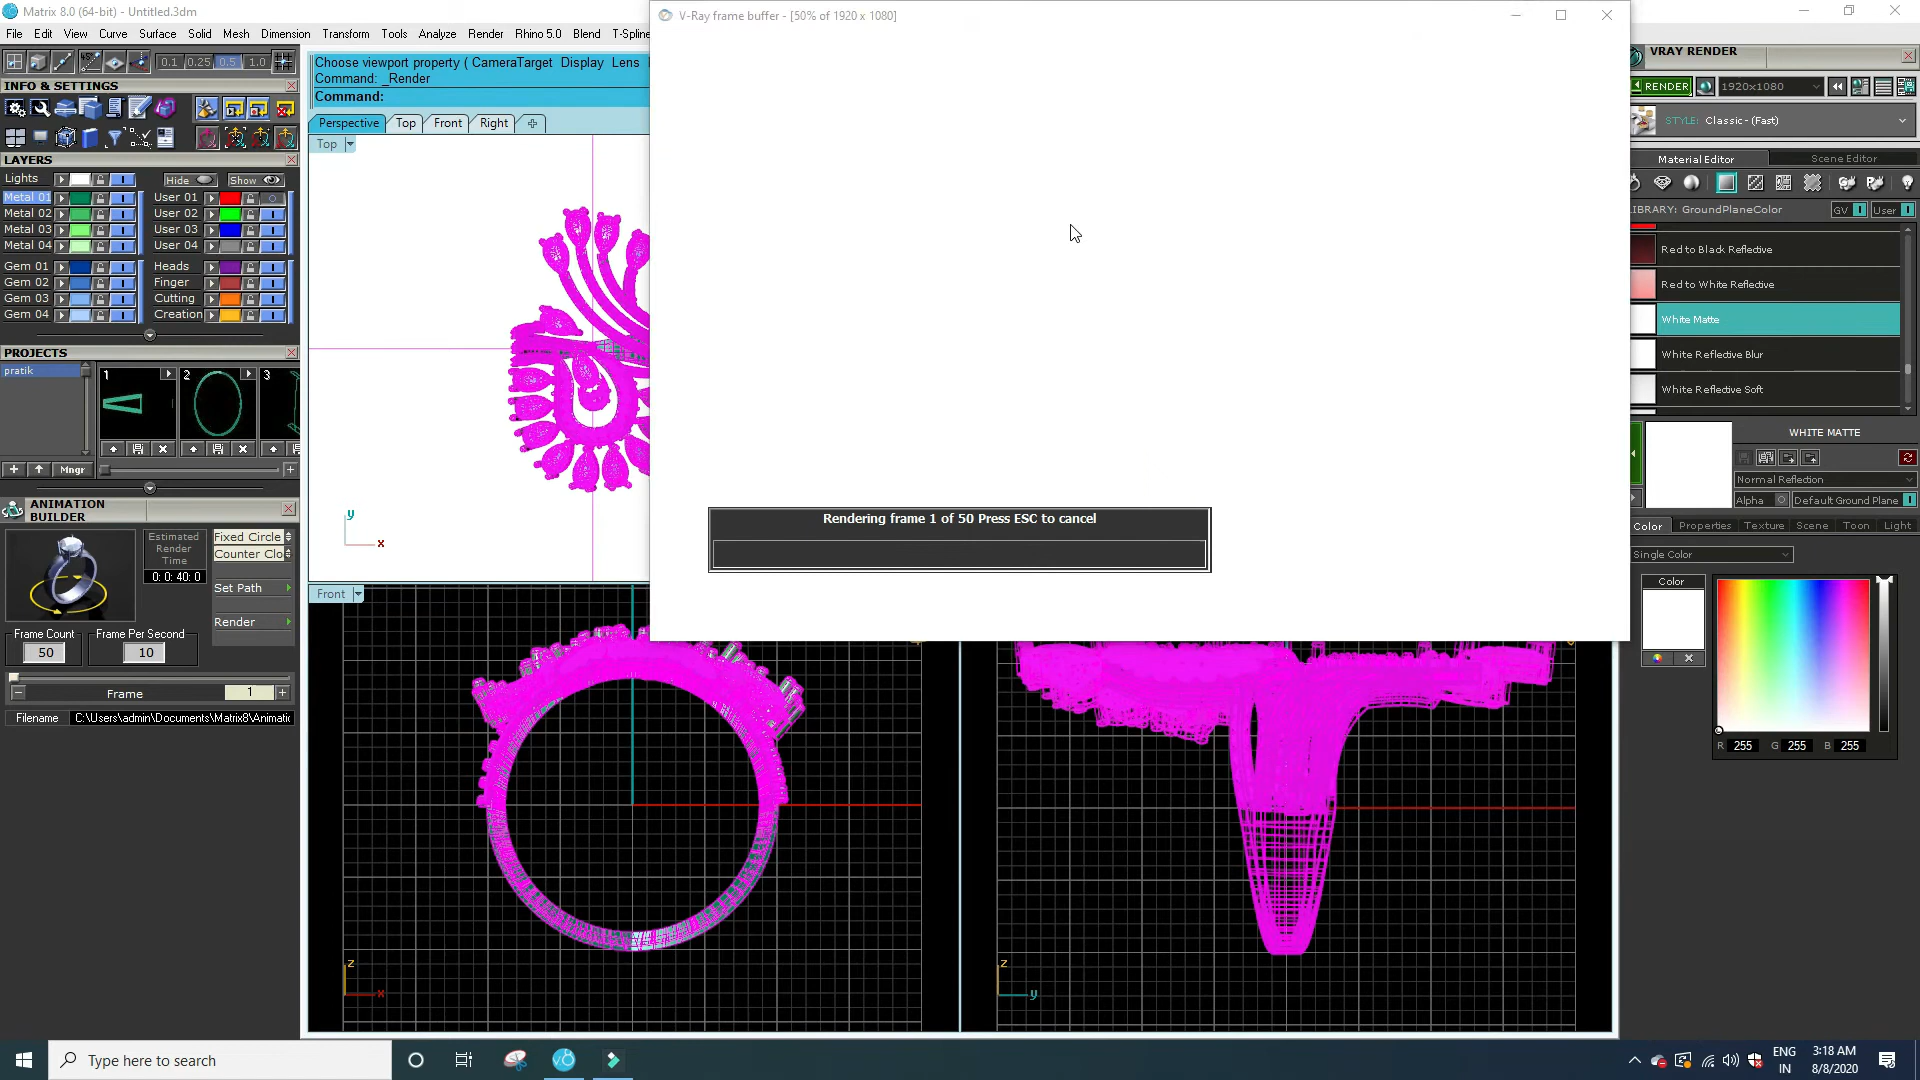 Matrix 8.0 (64-bit) - Untitled.3dm
File Edit View Curve Surface Solid Mesh Dimension Transform Tools Analyze Render Rhino 5.0 Blend T-Spline
0.1 0.25 0.5 1.0
INFO & SETTINGS
LAYERS
Lights Hide Show
Metal 01 User 01
Metal 02 User 02
Metal 03 User 03
Metal 04 User 04
Gem 01 Heads
Gem 02 Finger
Gem 03 Cutting
Gem 04 Creation
PROJECTS
pratik
1 2 3
Mngr
ANIMATION
BUILDER
Estimated
Render
Time
0: 0: 40: 0
Fixed Circle
Counter Clo
Set Path
Render
Frame Count Frame Per Second
50 10
Frame 1
Filename C:\Users\admin\Documents\Matrix8\Animatic
Choose viewport property ( CameraTarget Display Lens
Command: _Render
Command:
Perspective Top Front Right
Top
y
x
Front
z
x
z
y
V-Ray frame buffer - [50% of 1920 x 1080]
Rendering frame 1 of 50 Press ESC to cancel
VRAY RENDER
RENDER 1920x1080
STYLE: Classic - (Fast)
Material Editor Scene Editor
LIBRARY: GroundPlaneColor GV User
Red to Black Reflective
Red to White Reflective
White Matte
White Reflective Blur
White Reflective Soft
WHITE MATTE
Normal Reflection
Alpha Default Ground Plane
Color Properties Texture Scene Toon Light
Single Color
Color
R 255 G 255 B 255
Type here to search
ENG
IN
3:18 AM
8/8/2020